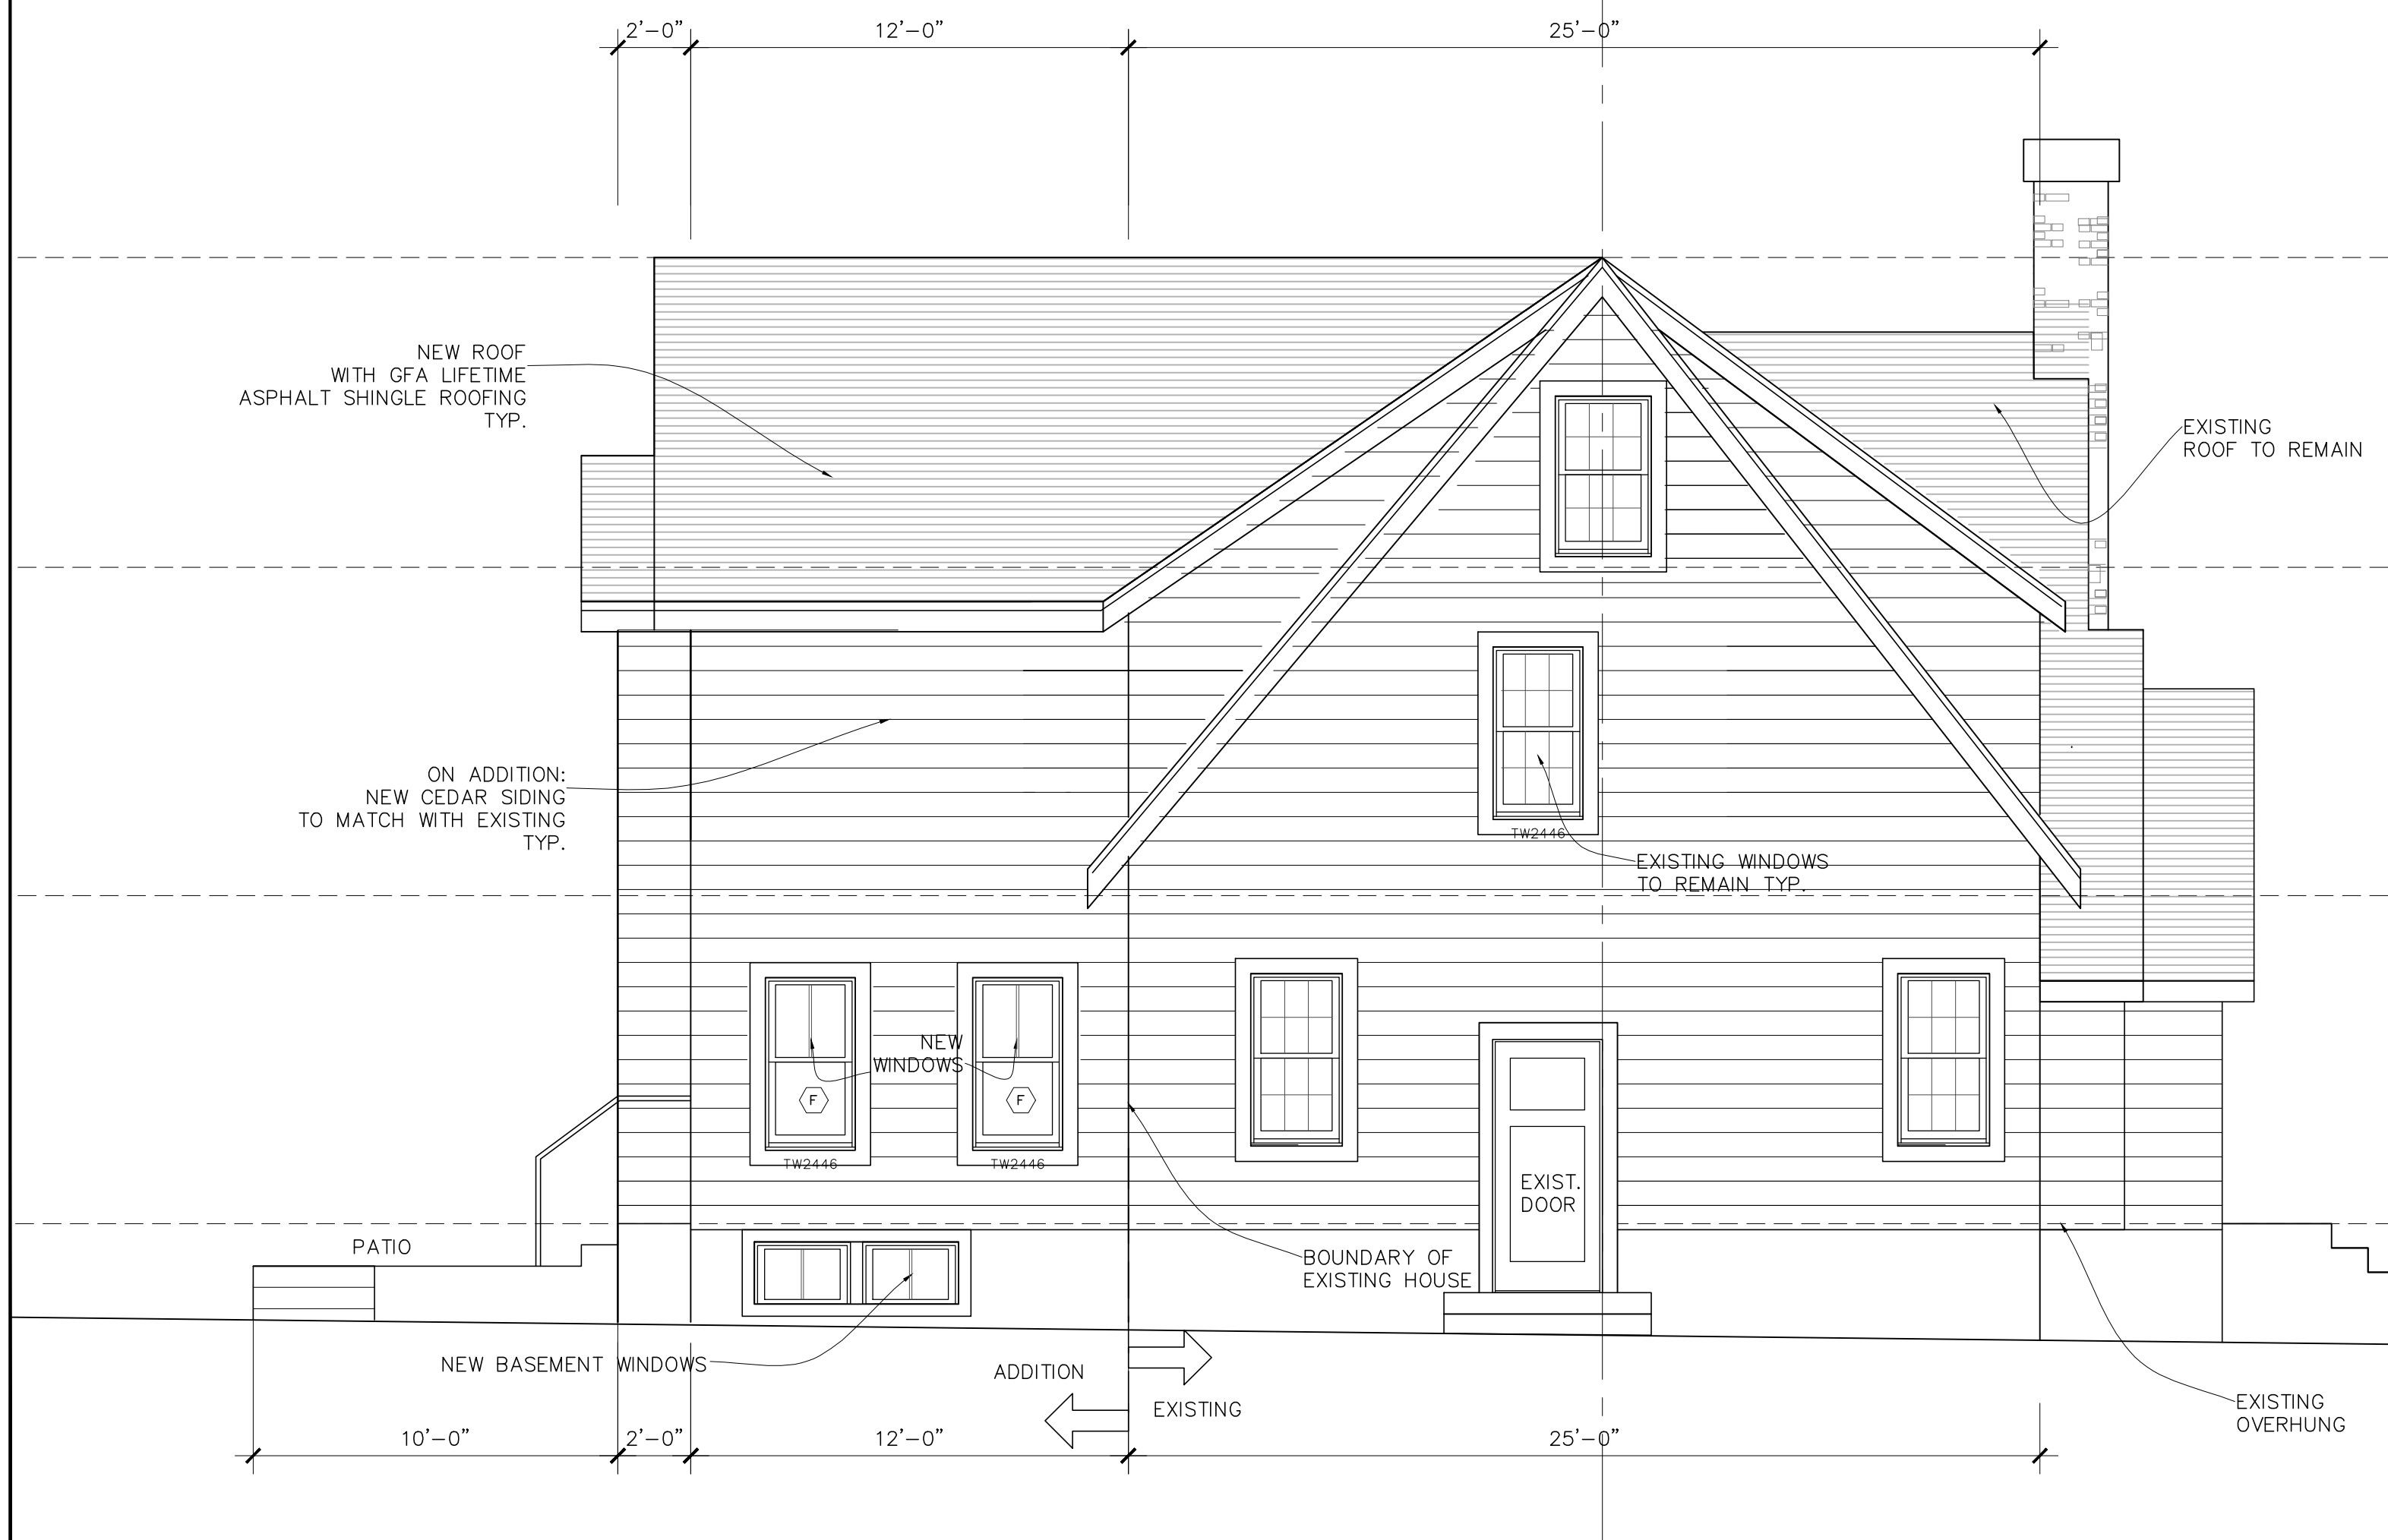 2'-0" 12'-0" 25'-0"
NEW ROOF
WITH GFA LIFETIME
ASPHALT SHINGLE ROOFING
TYP.
EXISTING
ROOF TO REMAIN
ON ADDITION:
NEW CEDAR SIDING
TO MATCH WITH EXISTING
TYP.
TW2446
EXISTING WINDOWS
TO REMAIN TYP.
NEW
WINDOWS
F F
TW2446 TW2446
EXIST.
DOOR
PATIO
BOUNDARY OF
EXISTING HOUSE
NEW BASEMENT WINDOWS
ADDITION
EXISTING
EXISTING
OVERHUNG
10'-0" 2'-0" 12'-0" 25'-0"